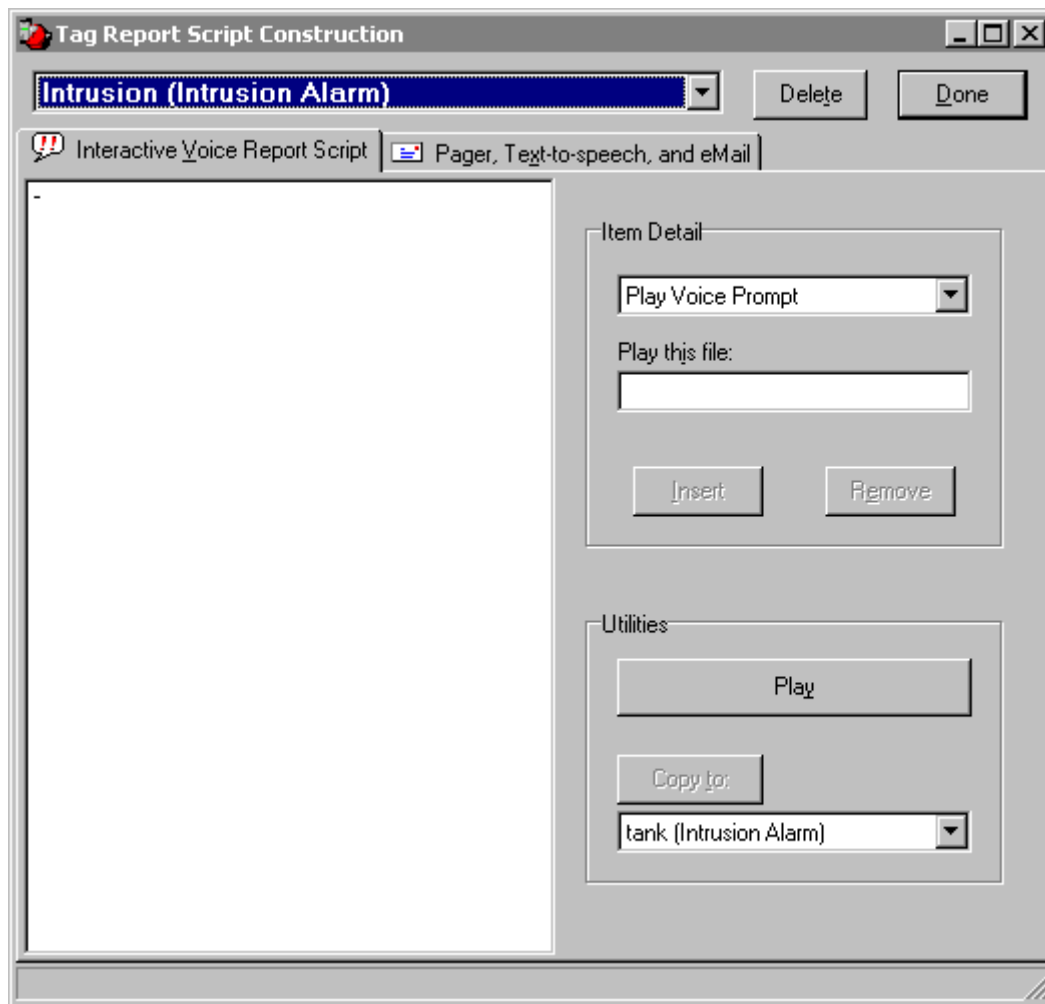 Tag Report Script Construction
Intrusion (Intrusion Alarm)
Delete
Done
Interactive Voice Report Script
Pager, Text-to-speech, and eMail
-
Item Detail
Play Voice Prompt
Play this file:
Insert
Remove
Utilities
Play
Copy to:
tank (Intrusion Alarm)